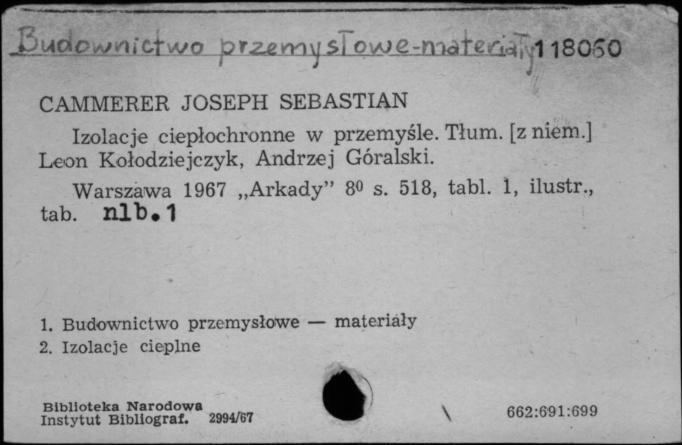 Budownictwo przemysłowe-materiały 118060
CAMMERER JOSEPH SEBASTIAN
Izolacje ciepłochronne w przemyśle. Tłum. [z niem.]
Leon Kołodziejczyk, Andrzej Góralski.
Warszawa 1967 „Arkady” 8⁰ s. 518, tabl. 1, ilustr.,
tab. nlb.1
1. Budownictwo przemysłowe — materiały
2. Izolacje cieplne
Biblioteka Narodowa
Instytut Bibliograf. 2994/67
662:691:699